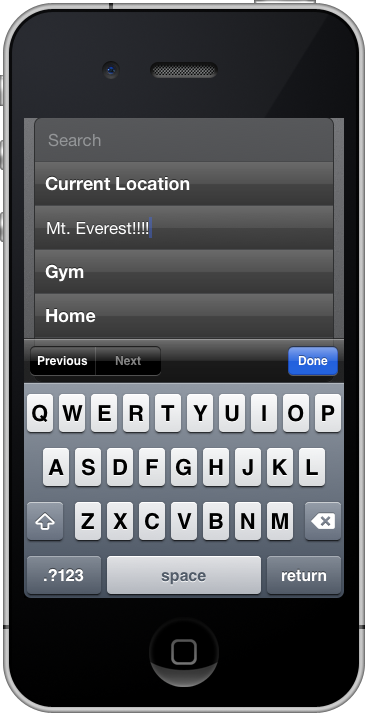 Search
Current Location
Mt. Everest!!!!
Gym
Home
Previous Next Done
Q W E R T Y U I O P
A S D F G H J K L
Z X C V B N M
.?123 space return